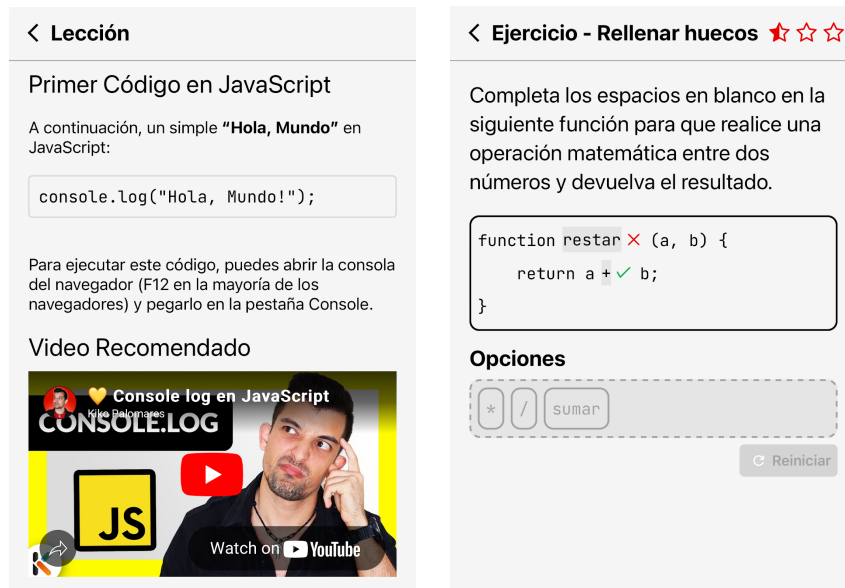 Lección
Primer Código en JavaScript
A continuación, un simple “Hola, Mundo” en
JavaScript:
console.log("Hola, Mundo!");
Para ejecutar este código, puedes abrir la consola
del navegador (F12 en la mayoría de los
navegadores) y pegarlo en la pestaña Console.
Video Recomendado
Console log en JavaScript
Kiko Palomares
CONSOLE.LOG
JS
Watch on YouTube
Ejercicio - Rellenar huecos
Completa los espacios en blanco en la
siguiente función para que realice una
operación matemática entre dos
números y devuelva el resultado.
function restar (a, b) {
return a + b;
}
Opciones
* / sumar
Reiniciar